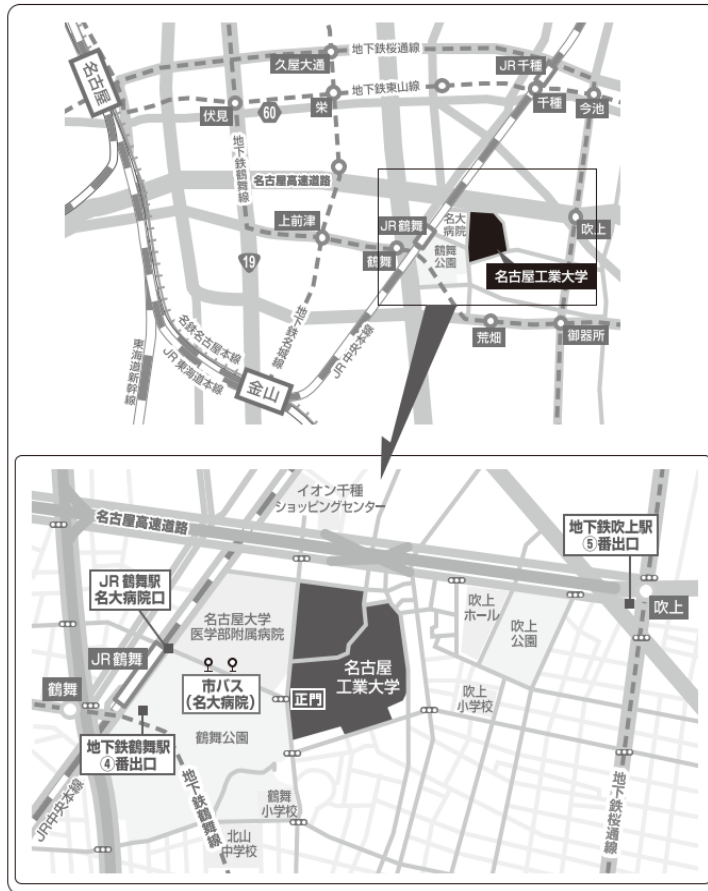 地下鉄桜通線
久屋大通
JR千種
名古屋
地下鉄東山線
千種
今池
伏見
60
栄
地下鉄鶴舞線
名古屋高速道路
上前津
JR鶴舞
鶴舞
名大
病院
鶴舞
公園
吹上
名古屋工業大学
19
地下鉄名城線
名鉄名古屋本線
JR東海道本線
東海道新幹線
金山
JR中央本線
荒畑
御器所
イオン千種
ショッピングセンター
名古屋高速道路
地下鉄吹上駅
⑤番出口
JR鶴舞駅
名大病院口
名古屋大学
医学部附属病院
吹上
ホール
吹上
公園
吹上
JR鶴舞
市バス
(名大病院)
名古屋
工業大学
正門
吹上
小学校
鶴舞
地下鉄鶴舞駅
④番出口
鶴舞公園
地下鉄鶴舞線
鶴舞
小学校
北山
中学校
JR中央本線
地下鉄桜通線